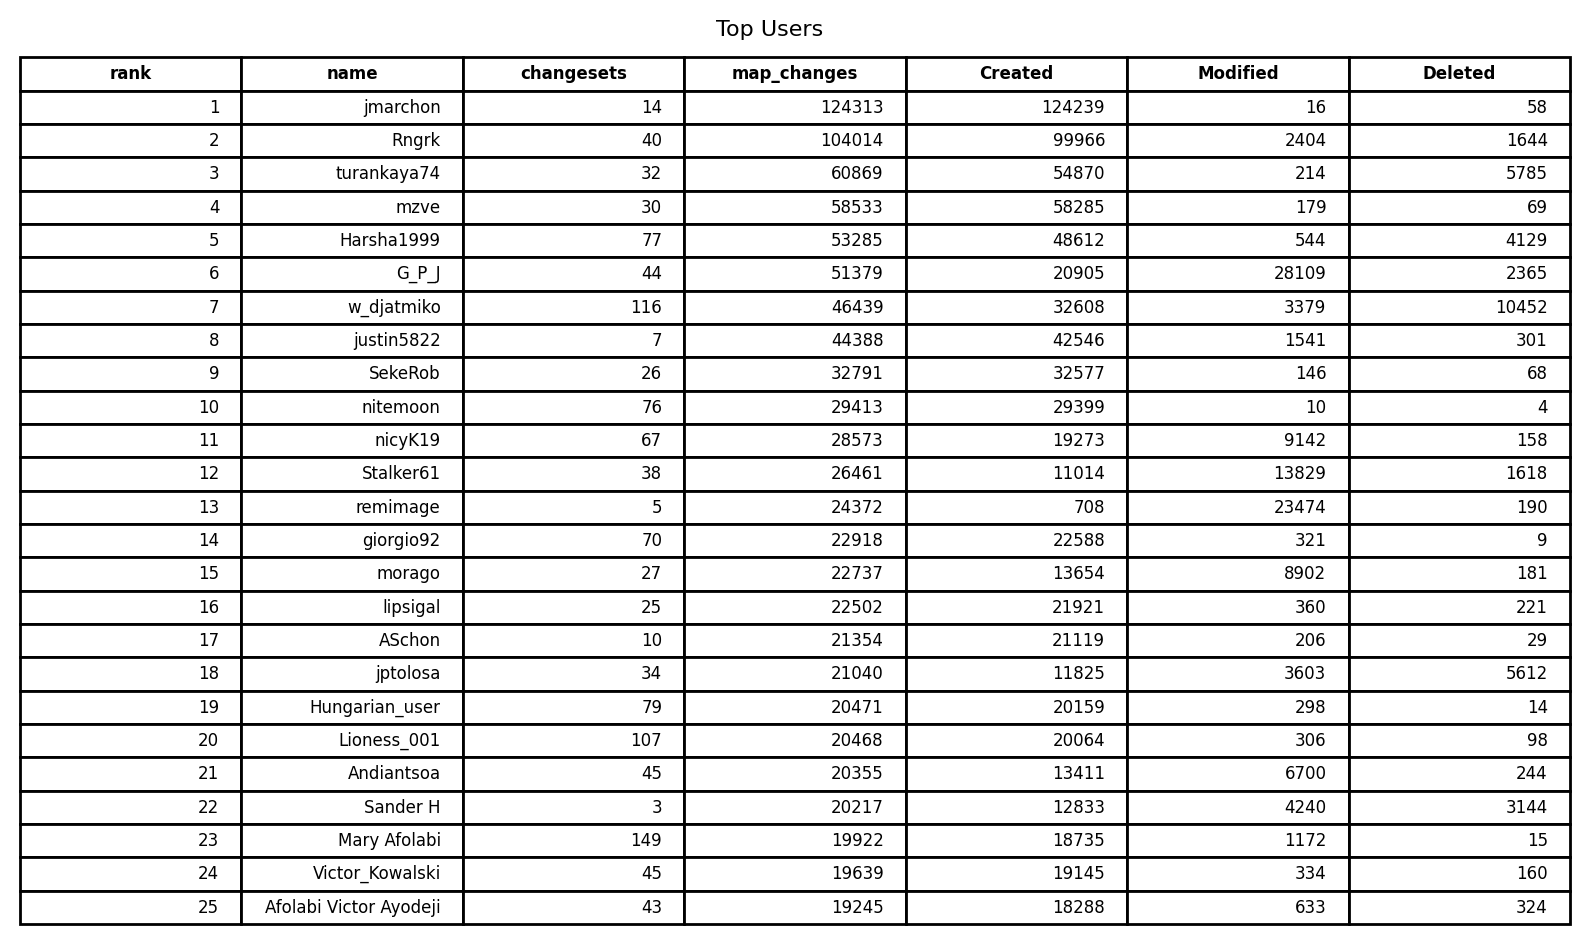 Top Users
rank name changesets map_changes Created Modified Deleted
1 jmarchon 14 124313 124239 16 58
2 Rngrk 40 104014 99966 2404 1644
3 turankaya74 32 60869 54870 214 5785
4 mzve 30 58533 58285 179 69
5 Harsha1999 77 53285 48612 544 4129
6 G_P_J 44 51379 20905 28109 2365
7 w_djatmiko 116 46439 32608 3379 10452
8 justin5822 7 44388 42546 1541 301
9 SekeRob 26 32791 32577 146 68
10 nitemoon 76 29413 29399 10 4
11 nicyK19 67 28573 19273 9142 158
12 Stalker61 38 26461 11014 13829 1618
13 remimage 5 24372 708 23474 190
14 giorgio92 70 22918 22588 321 9
15 morago 27 22737 13654 8902 181
16 lipsigal 25 22502 21921 360 221
17 ASchon 10 21354 21119 206 29
18 jptolosa 34 21040 11825 3603 5612
19 Hungarian_user 79 20471 20159 298 14
20 Lioness_001 107 20468 20064 306 98
21 Andiantsoa 45 20355 13411 6700 244
22 Sander H 3 20217 12833 4240 3144
23 Mary Afolabi 149 19922 18735 1172 15
24 Victor_Kowalski 45 19639 19145 334 160
25 Afolabi Victor Ayodeji 43 19245 18288 633 324